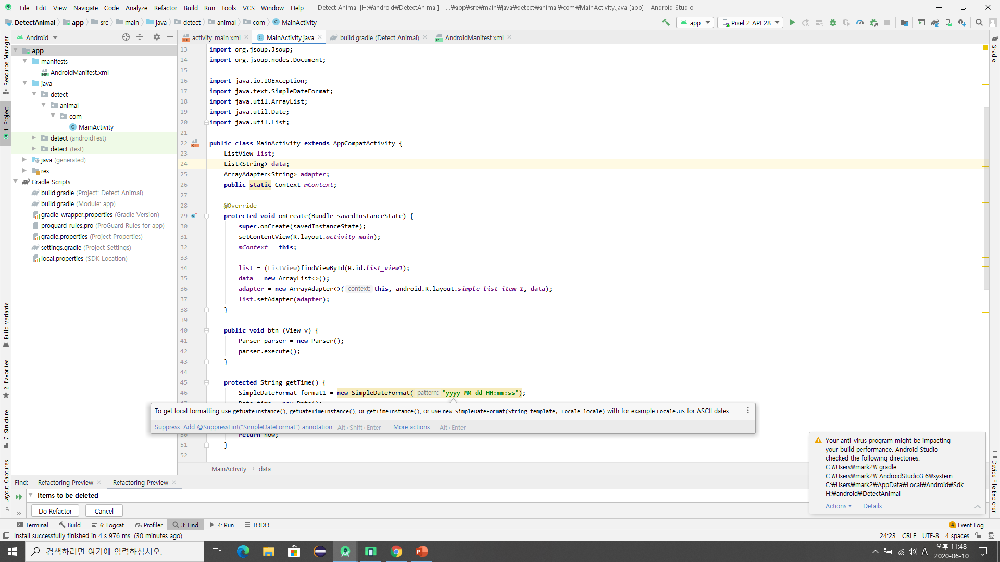 File Edit View Navigate Code Analyze Refactor Build Run Tools VCS Window Help Detect Animal [H:₩android₩DetectAnimal] - ...₩app₩src₩main₩java₩detect₩animal₩com₩MainActivity.java [app] - Android Studio
DetectAnimal app src main java detect animal com MainActivity app Pixel 2 API 28
Android
activity_main.xml MainActivity.java build.gradle (Detect Animal) AndroidManifest.xml
Resource Manager
1: Project
Build Variants
2: Favorites
7: Structure
Layout Captures
app
manifests
AndroidManifest.xml
java
detect
animal
com
MainActivity
detect (androidTest)
detect (test)
java (generated)
res
Gradle Scripts
build.gradle (Project: Detect Animal)
build.gradle (Module: app)
gradle-wrapper.properties (Gradle Version)
proguard-rules.pro (ProGuard Rules for app)
gradle.properties (Project Properties)
settings.gradle (Project Settings)
local.properties (SDK Location)
13 import org.jsoup.Jsoup;
14 import org.jsoup.nodes.Document;
15
16 import java.io.IOException;
17 import java.text.SimpleDateFormat;
18 import java.util.ArrayList;
19 import java.util.Date;
20 import java.util.List;
21
22 public class MainActivity extends AppCompatActivity {
23 ListView list;
24 List<String> data;
25 ArrayAdapter<String> adapter;
26 public static Context mContext;
27
28 @Override
29 protected void onCreate(Bundle savedInstanceState) {
30 super.onCreate(savedInstanceState);
31 setContentView(R.layout.activity_main);
32 mContext = this;
33
34 list = (ListView)findViewById(R.id.list_view1);
35 data = new ArrayList<>();
36 adapter = new ArrayAdapter<>( context: this, android.R.layout.simple_list_item_1, data);
37 list.setAdapter(adapter);
38 }
39
40 public void btn (View v) {
41 Parser parser = new Parser();
42 parser.execute();
43 }
44
45 protected String getTime() {
46 SimpleDateFormat format1 = new SimpleDateFormat( pattern: "yyyy-MM-dd HH:mm:ss");
To get local formatting use getDateInstance(), getDateTimeInstance(), or getTimeInstance(), or use new SimpleDateFormat(String template, Locale locale) with for example Locale.US for ASCII dates.
Suppress: Add @SuppressLint("SimpleDateFormat") annotation Alt+Shift+Enter More actions... Alt+Enter
50 return now;
51 }
52
MainActivity data
Gradle
Device File Explorer
Your anti-virus program might be impacting
your build performance. Android Studio
checked the following directories:
C:₩Users₩mark2₩.gradle
C:₩Users₩mark2₩.AndroidStudio3.6₩system
C:₩Users₩mark2₩AppData₩Local₩Android₩Sdk
H:₩android₩DetectAnimal
Actions Details
Find: Refactoring Preview Refactoring Preview
Items to be deleted
Do Refactor Cancel
Terminal Build 6: Logcat Profiler 3: Find 4: Run TODO 4 Event Log
Install successfully finished in 4 s 976 ms. (30 minutes ago) 24:23 CRLF UTF-8 4 spaces
검색하려면 여기에 입력하십시오.
A 오후 11:48
2020-06-10